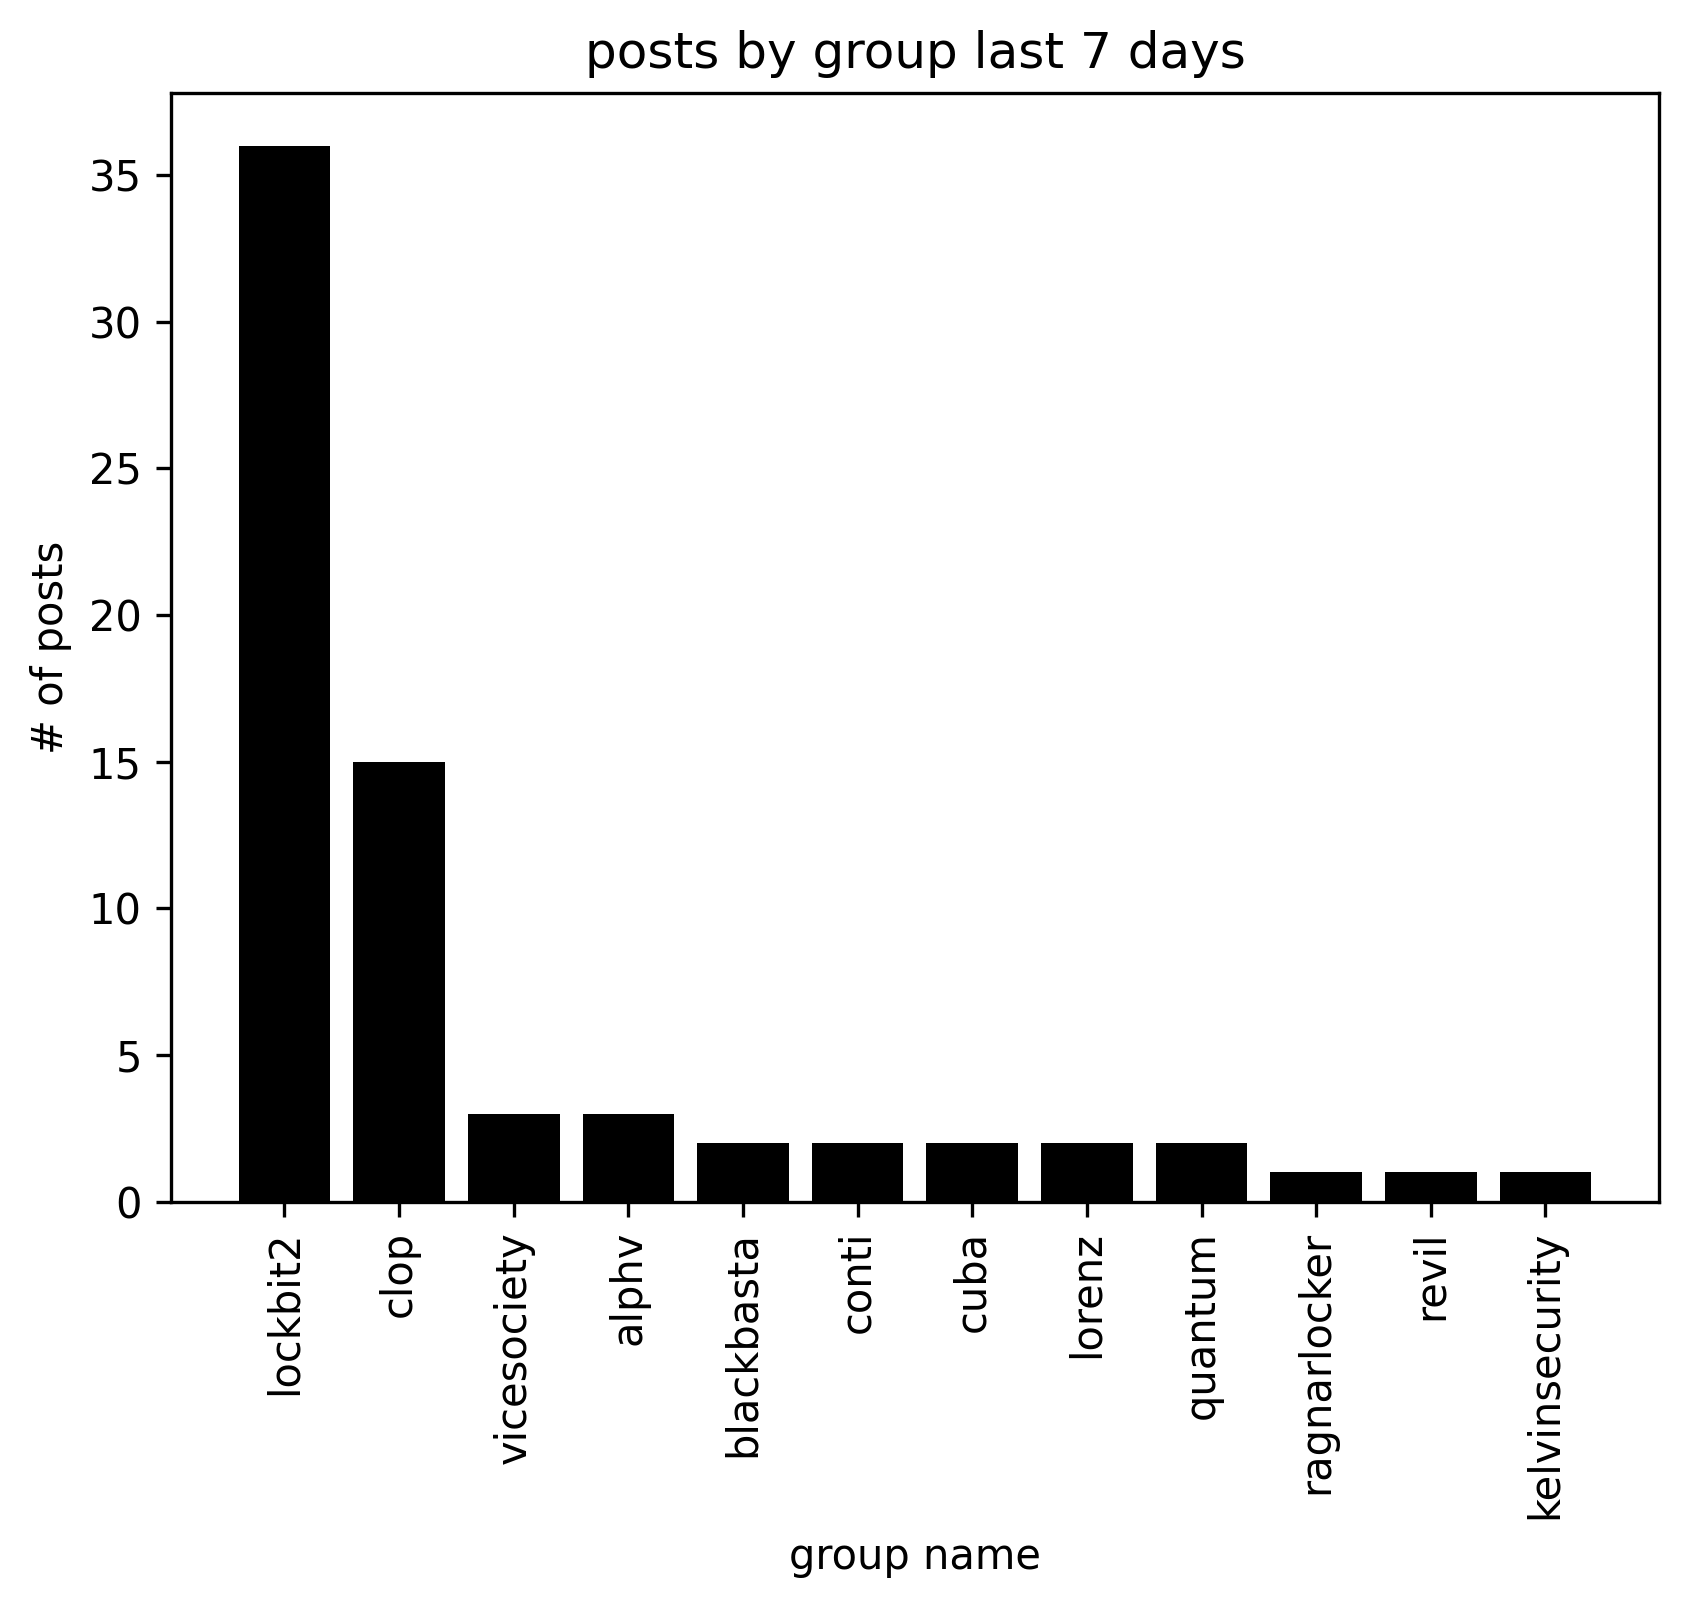 posts by group last 7 days
# of posts
35
30
25
20
15
10
5
0
lockbit2
clop
vicesociety
alphv
blackbasta
conti
cuba
lorenz
quantum
ragnarlocker
revil
kelvinsecurity
group name